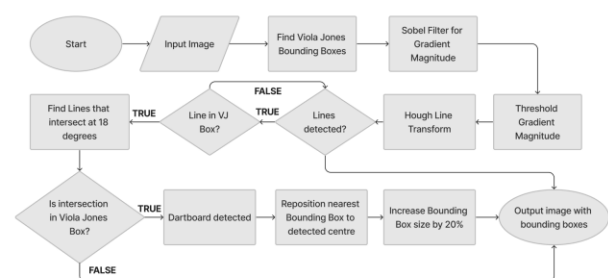 Start
Input Image
Find Viola Jones
Bounding Boxes
Sobel Filter for
Gradient
Magnitude
FALSE
Find Lines that
intersect at 18
degrees
TRUE
Line in VJ
Box?
TRUE
Lines
detected?
Hough Line
Transform
Threshold
Gradient
Magnitude
Is intersection
in Viola Jones
Box?
TRUE
Dartboard detected
Reposition nearest
Bounding Box to
detected centre
Increase Bounding
Box size by 20%
Output image with
bounding boxes
FALSE